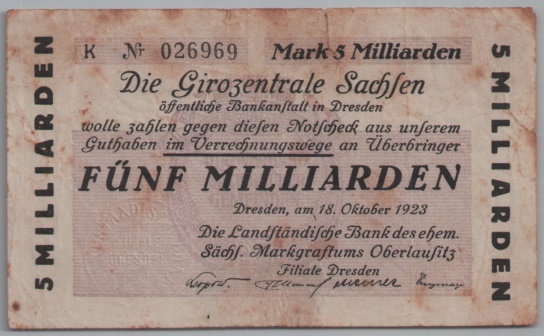 K № 026969 Mark 5 Milliarden
Die Girozentrale Sachsen
öffentliche Bankanstalt in Dresden
wolle zahlen gegen diesen Notscheck aus unserem
Guthaben im Verrechnungswege an Überbringer
FÜNF MILLIARDEN
Dresden, am 18. Oktober 1923
Die Landständische Bank des ehem.
Sächs. Markgraftums Oberlausitz
Filiale Dresden
5 MILLIARDEN
5 MILLIARDEN